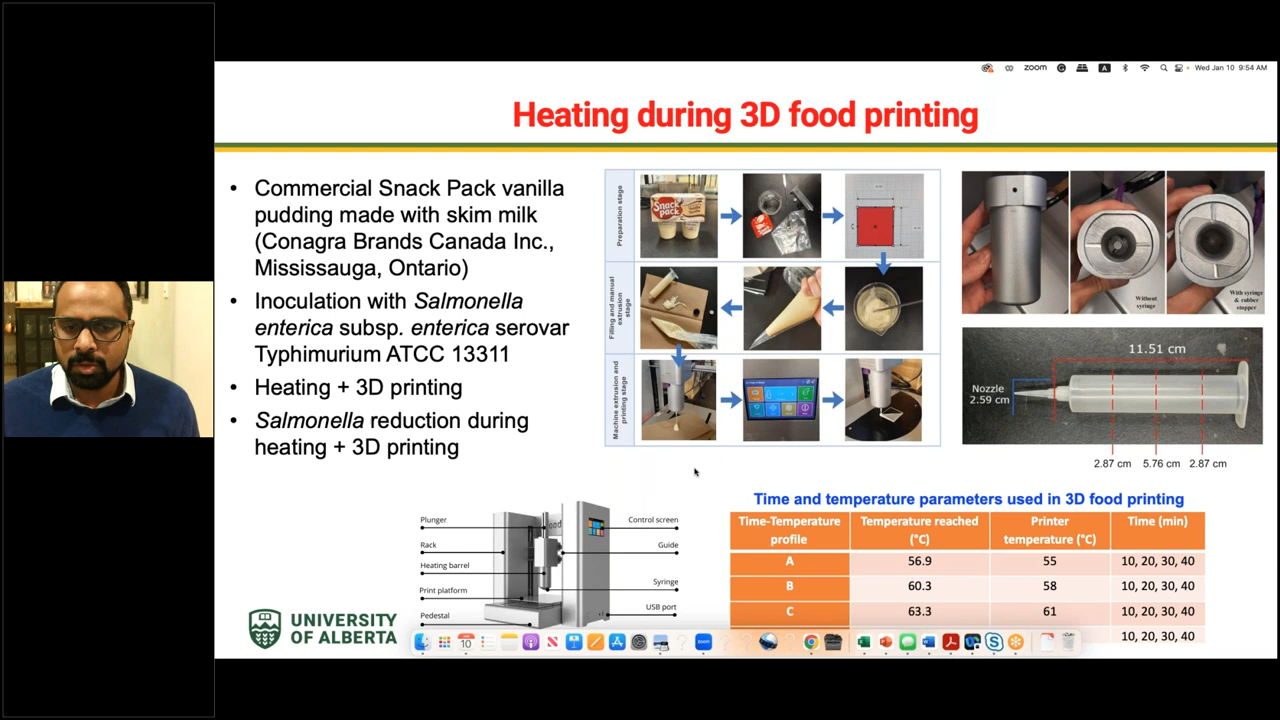 zoom
A
Wed Jan 10 9:54 AM
Heating during 3D food printing
• Commercial Snack Pack vanilla
pudding made with skim milk
(Conagra Brands Canada Inc.,
Mississauga, Ontario)
• Inoculation with Salmonella
enterica subsp. enterica serovar
Typhimurium ATCC 13311
• Heating + 3D printing
• Salmonella reduction during
heating + 3D printing
Preparation stage
Snack
pack
Filling and manual
extrusion
stage
Machine extrusion and
printing stage
Without
syringe
With syringe
& rubber
stopper
11.51 cm
Nozzle
2.59 cm
2.87 cm 5.76 cm 2.87 cm
Plunger
Rack
Heating barrel
Print platform
Pedestal
Control screen
Guide
Syringe
USB port
Time and temperature parameters used in 3D food printing
Time-Temperature profile Temperature reached (°C) Printer temperature (°C) Time (min)
A 56.9 55 10, 20, 30, 40
B 60.3 58 10, 20, 30, 40
C 63.3 61 10, 20, 30, 40
10, 20, 30, 40
UNIVERSITY
OF ALBERTA
10
zoom